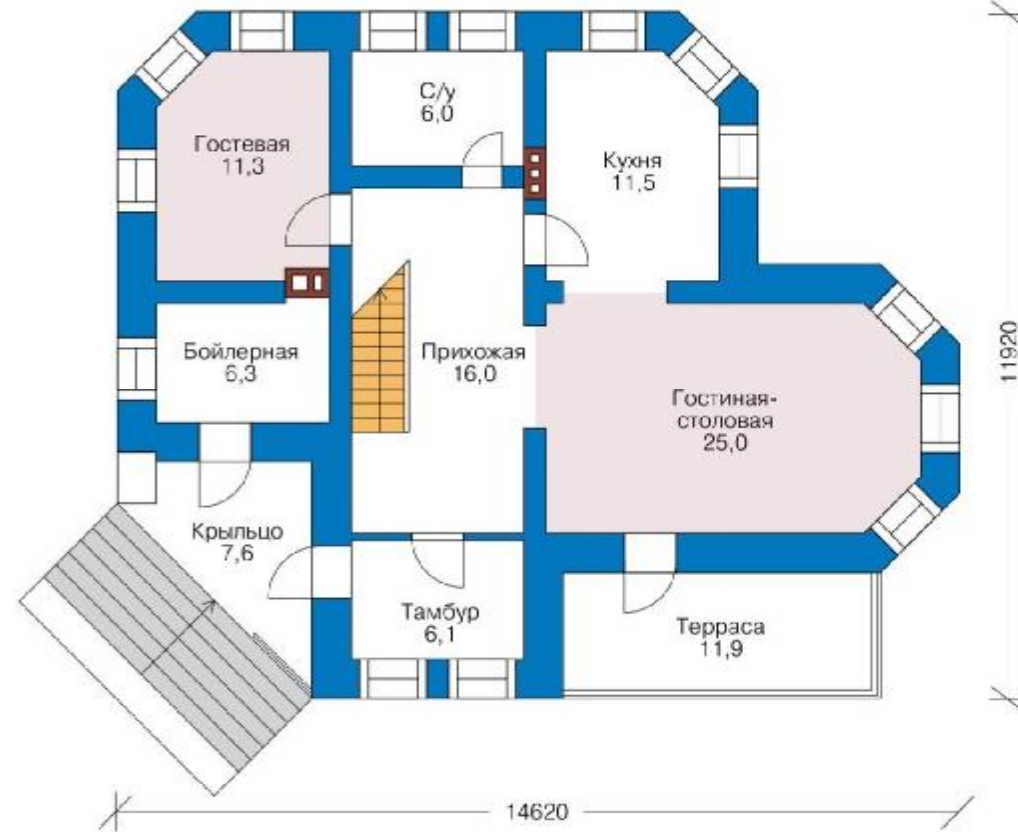 С/у
6,0
Гостевая
11,3
Кухня
11,5
Бойлерная
6,3
Прихожая
16,0
Гостиная-
столовая
25,0
11920
Крыльцо
7,6
Тамбур
6,1
Терраса
11,9
14620